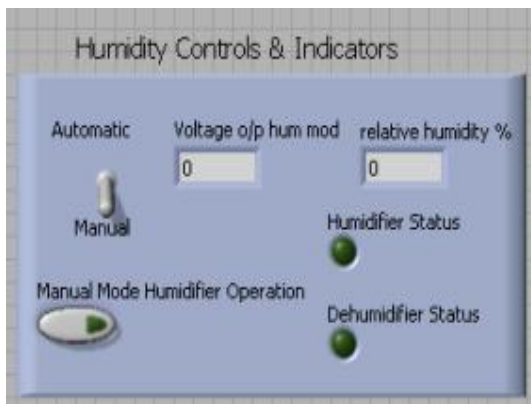 Humidity Controls & Indicators
Automatic
Voltage o/p hum mod
relative humidity %
0
0
Manual
Humidifier Status
Manual Mode Humidifier Operation
Dehumidifier Status